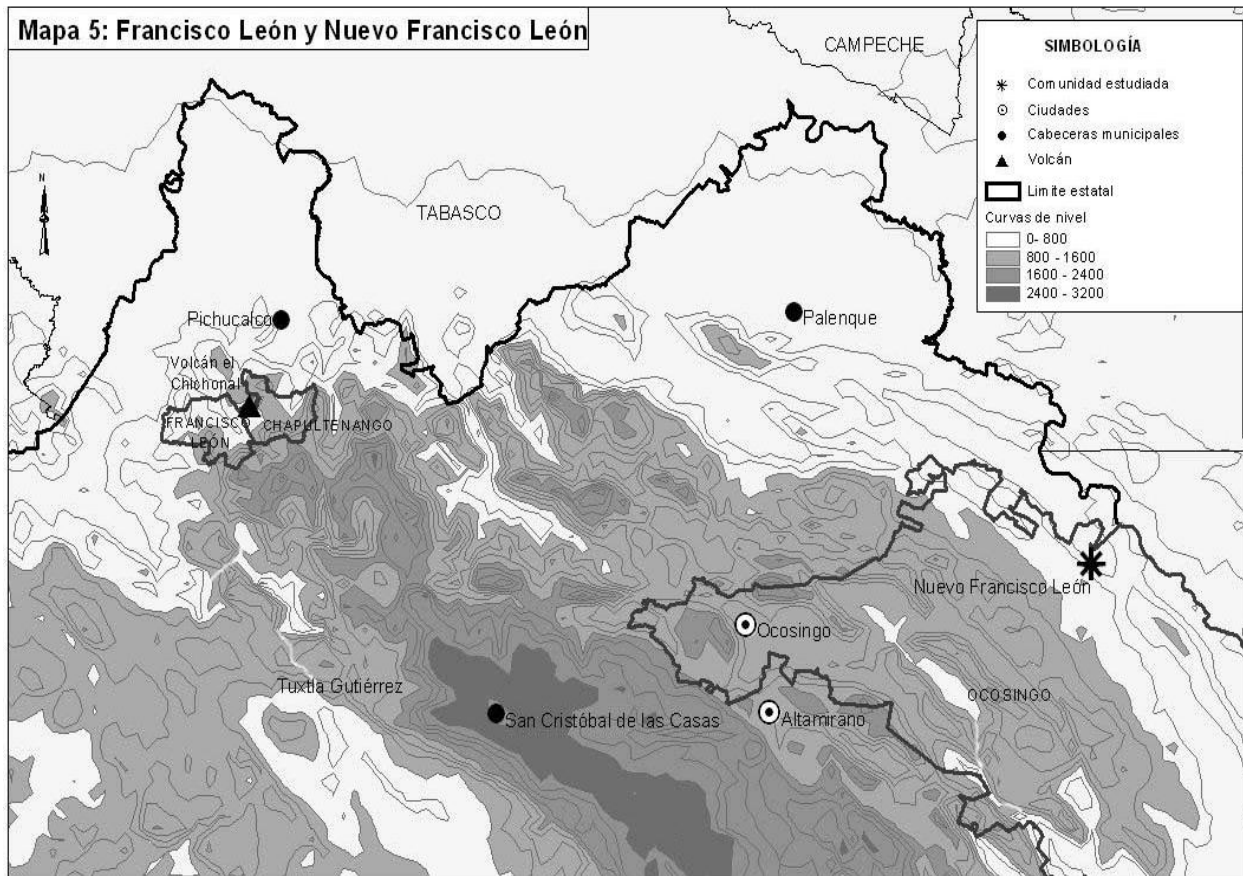 Mapa 5: Francisco León y Nuevo Francisco León
CAMPECHE
SIMBOLOGÍA
Comunidad estudiada
Ciudades
Cabeceras municipales
Volcán
Limite estatal
Curvas de nivel
0- 800
800 - 1600
1600 - 2400
2400 - 3200
N
TABASCO
Pichucalco
Palenque
Volcán el
Chichonal
FRANCISCO
LEÓN
CHAPULTENANGO
Nuevo Francisco León
Ocosingo
OCOSINGO
Tuxtla Gutiérrez
San Cristóbal de las Casas
Altamirano